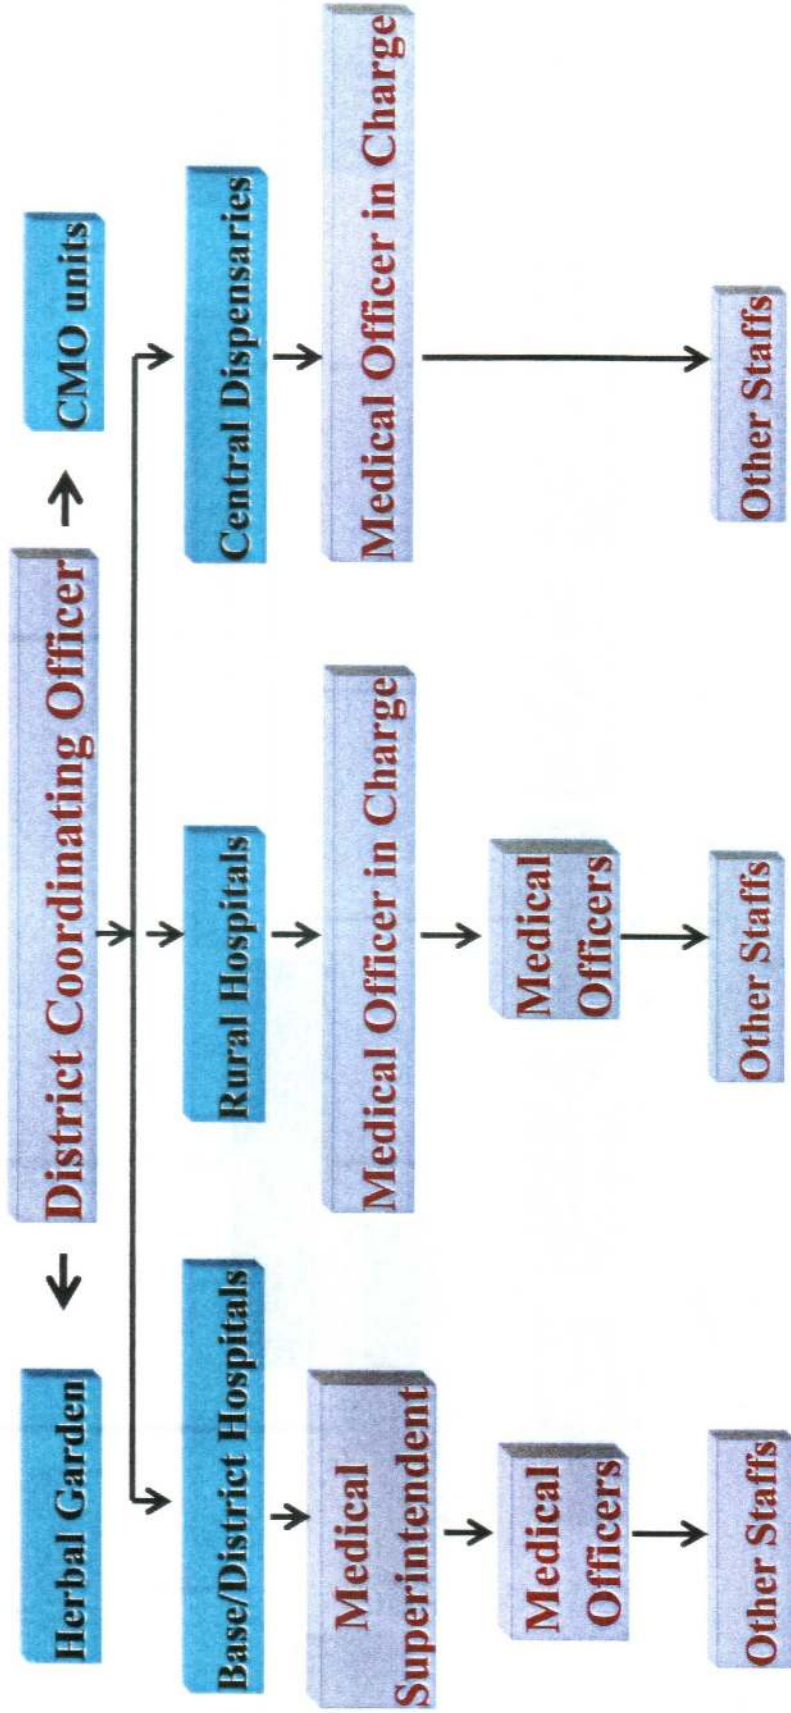 Herbal Garden
District Coordinating Officer
CMO units
Base/District Hospitals
Rural Hospitals
Central Dispensaries
Medical
Superintendent
Medical Officer in Charge
Medical Officer in Charge
Medical
Officers
Medical
Officers
Other Staffs
Other Staffs
Other Staffs